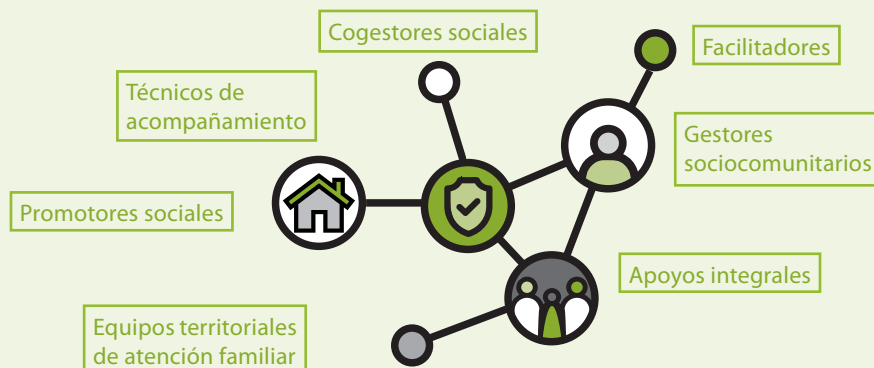 Cogestores sociales
Facilitadores
Técnicos de
acompañamiento
Gestores
sociocomunitarios
Promotores sociales
Apoyos integrales
Equipos territoriales
de atención familiar